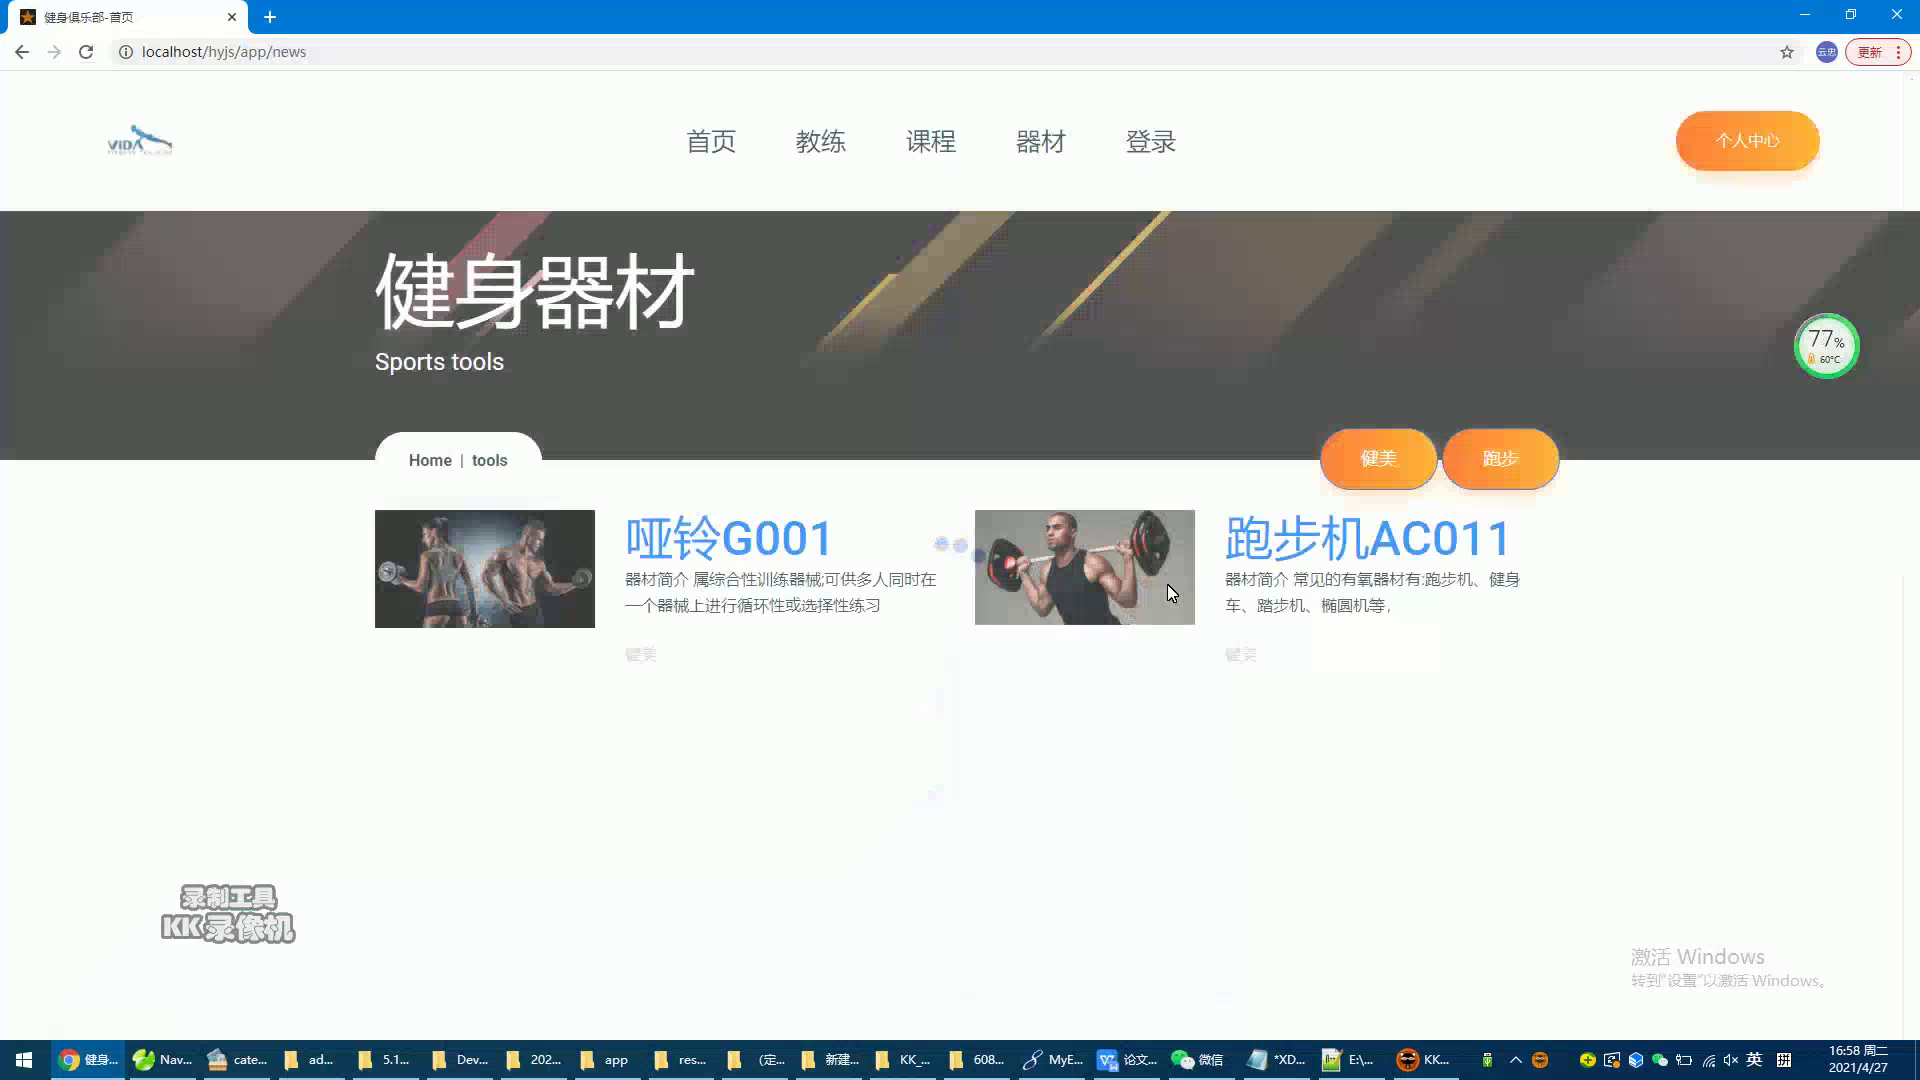 健身俱乐部-首页
localhost/hyjs/app/news
云忠
更新
VIDA
首页 教练 课程 器材 登录
个人中心
健身器材
Sports tools
77%
60°C
Home | tools
健美 跑步
哑铃G001
器材简介 属综合性训练器械;可供多人同时在
一个器械上进行循环性或选择性练习
健美
跑步机AC011
器材简介 常见的有氧器材有:跑步机、健身
车、踏步机、椭圆机等，
健美
录制工具
KK录像机
激活 Windows
转到"设置"以激活 Windows。
健身... Nav... cate... ad... 5.1... Dev... 202... app res... (定... 新建... KK_... 608... MyE... 论文... 微信 *XD... E:\... KK... 英 拼
16:58 周二
2021/4/27